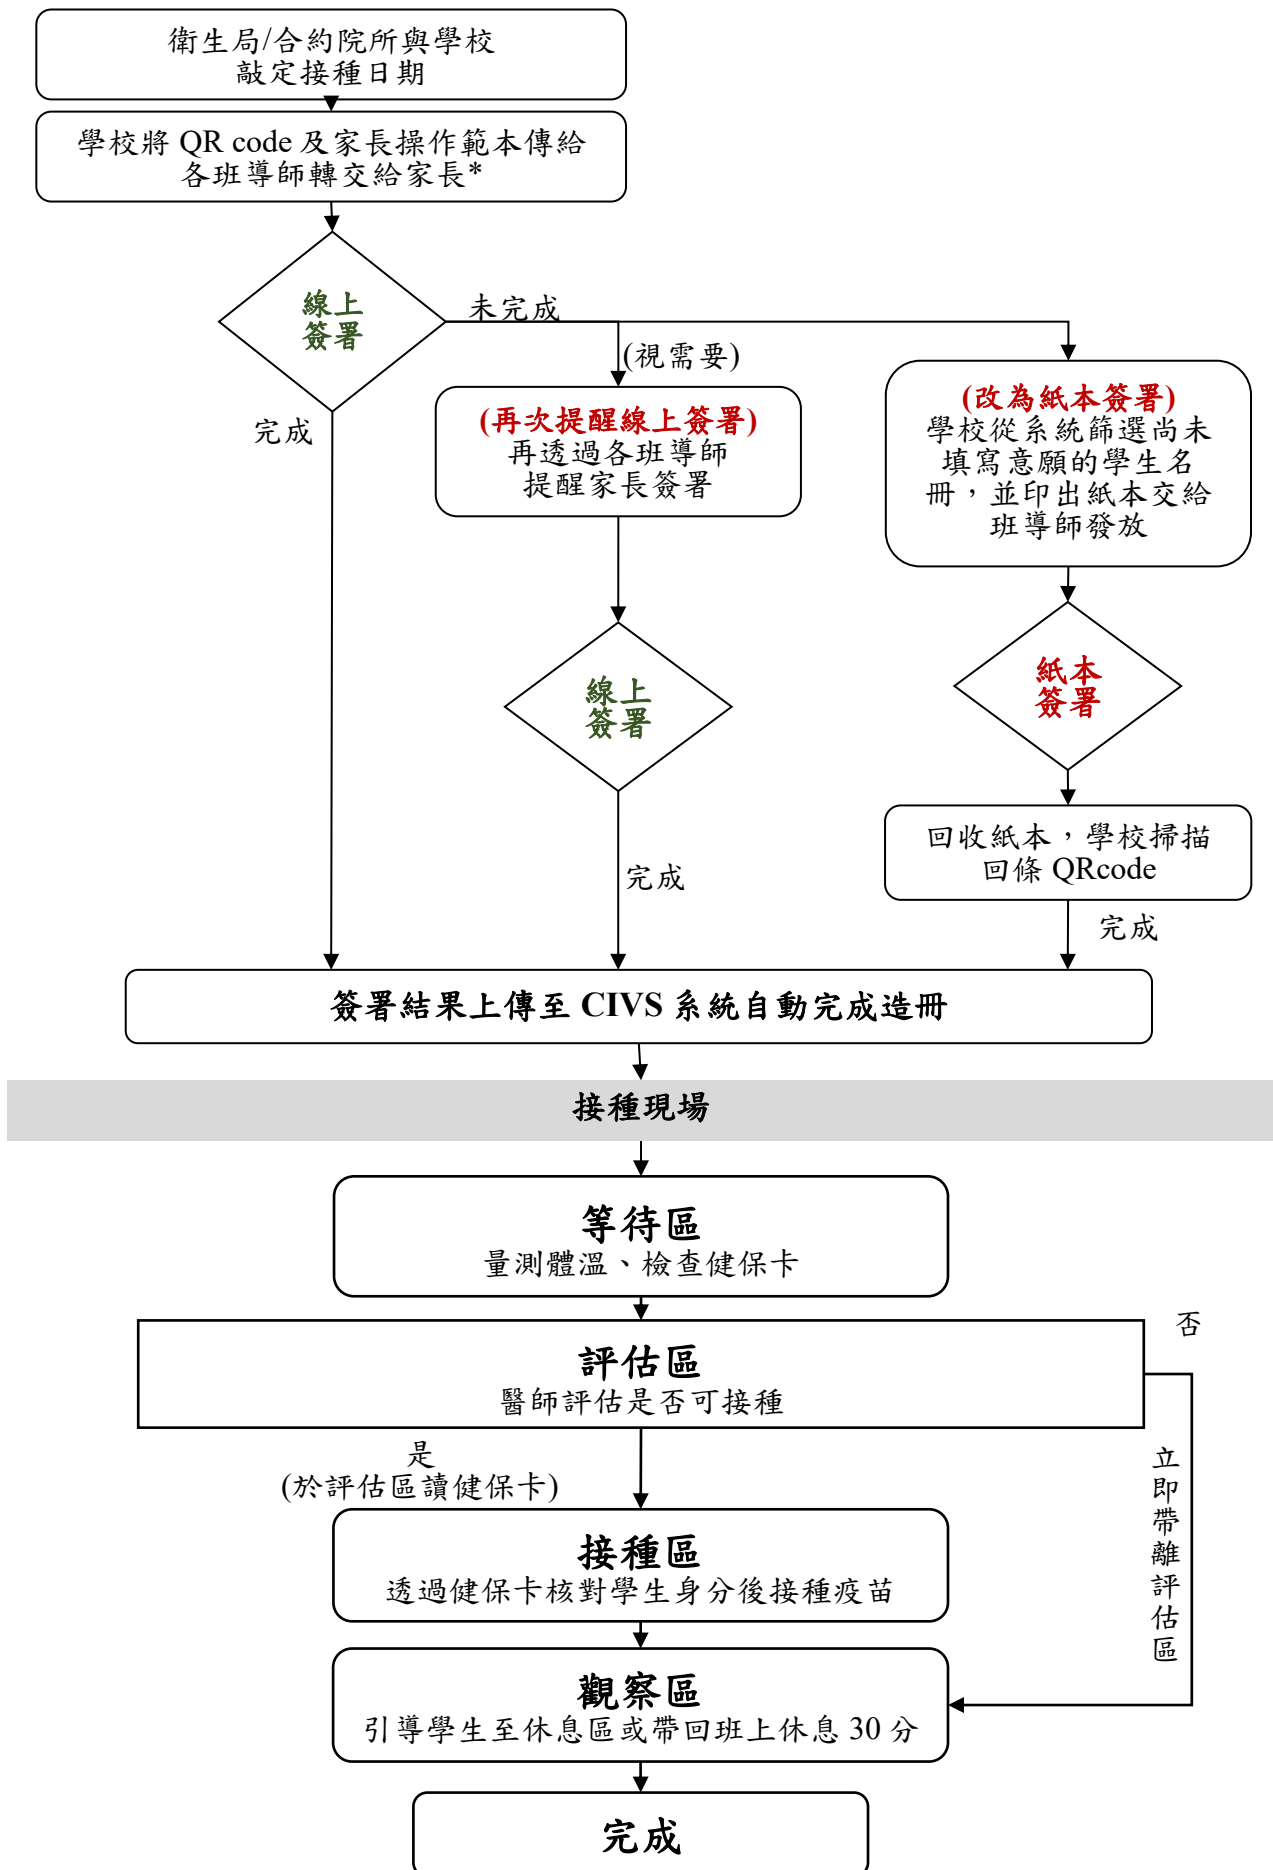 衛生局/合約院所與學校
敲定接種日期
學校將 QR code 及家長操作範本傳給
各班導師轉交給家長*
線上
簽署
未完成
(視需要)
完成
(再次提醒線上簽署)
再透過各班導師
提醒家長簽署
(改為紙本簽署)
學校從系統篩選尚未
填寫意願的學生名
冊，並印出紙本交給
班導師發放
線上
簽署
紙本
簽署
回收紙本，學校掃描
回條 QRcode
完成
完成
簽署結果上傳至 CIVS 系統自動完成造冊
接種現場
等待區
量測體溫、檢查健保卡
否
評估區
醫師評估是否可接種
是
(於評估區讀健保卡)
立即帶離評估區
接種區
透過健保卡核對學生身分後接種疫苗
觀察區
引導學生至休息區或帶回班上休息 30 分
完成